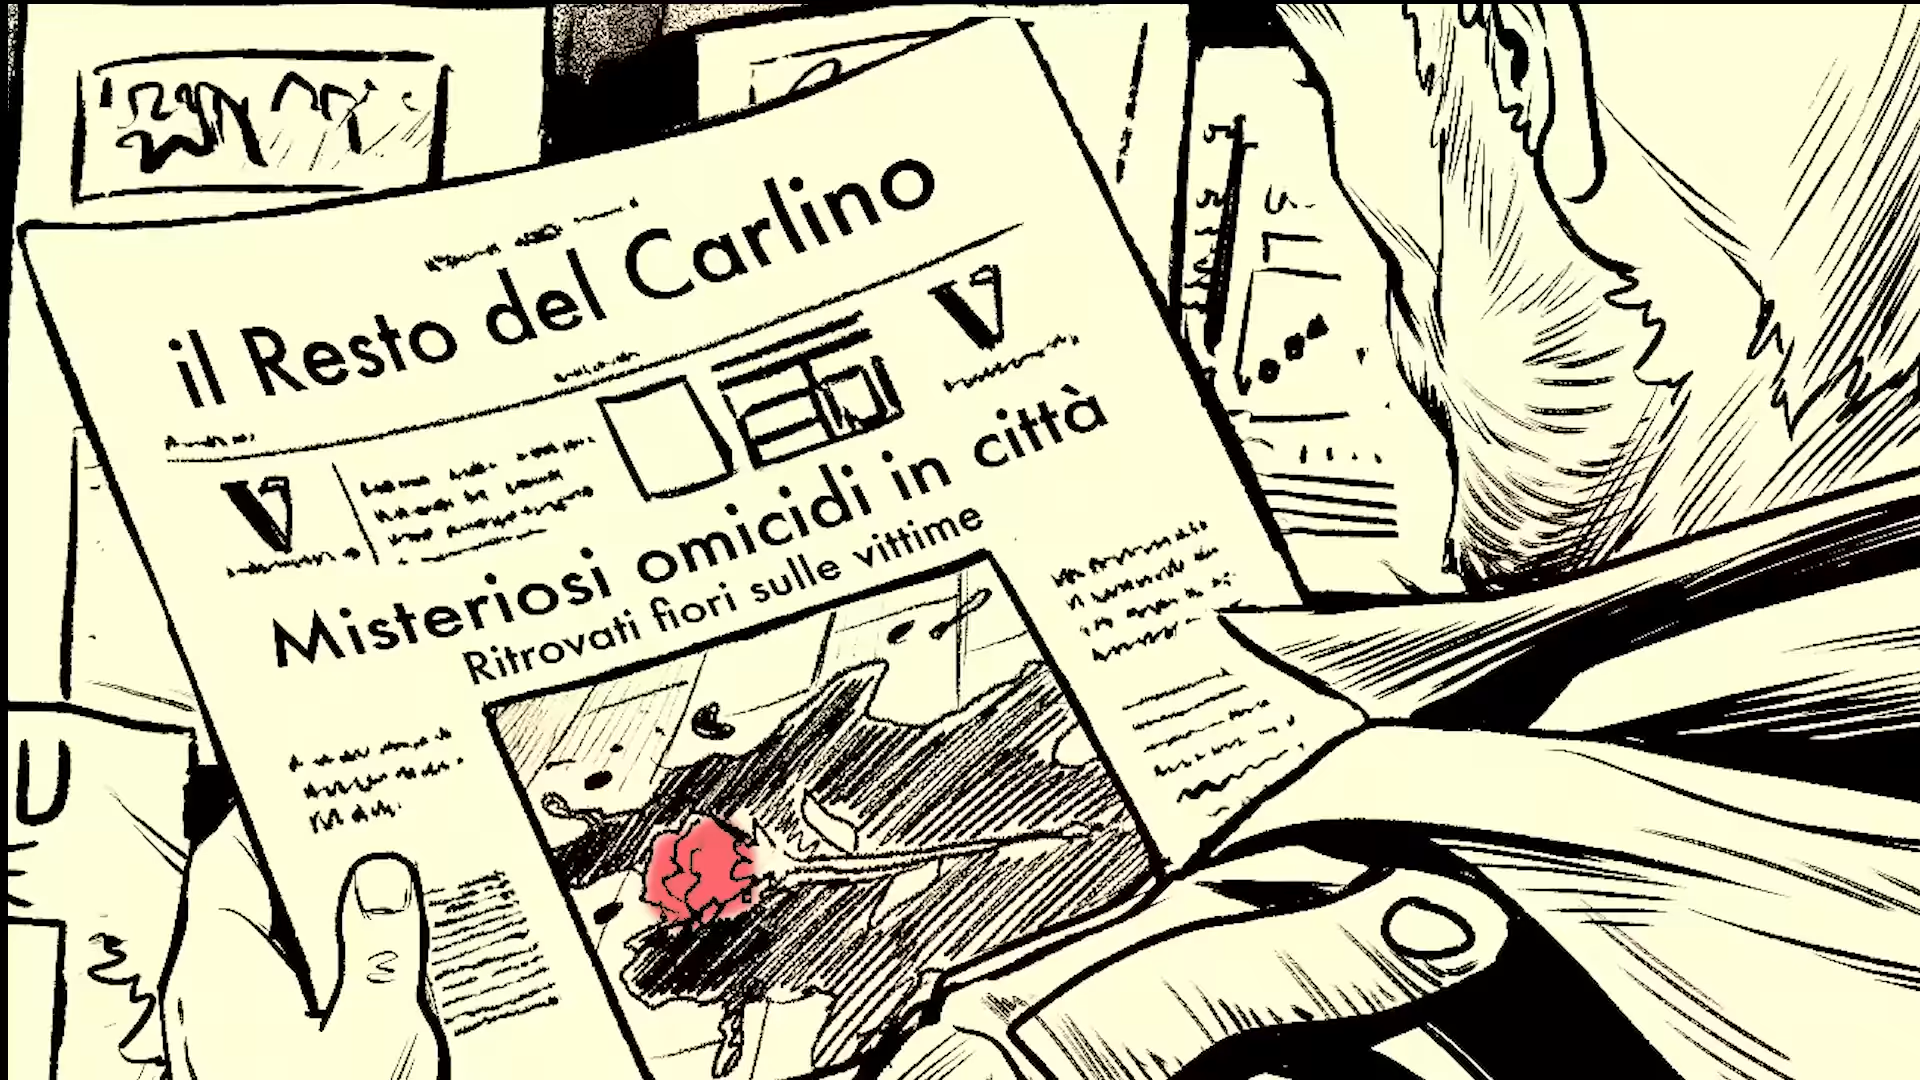 il Resto del Carlino
Misteriosi omicidi in città
Ritrovati fiori sulle vittime